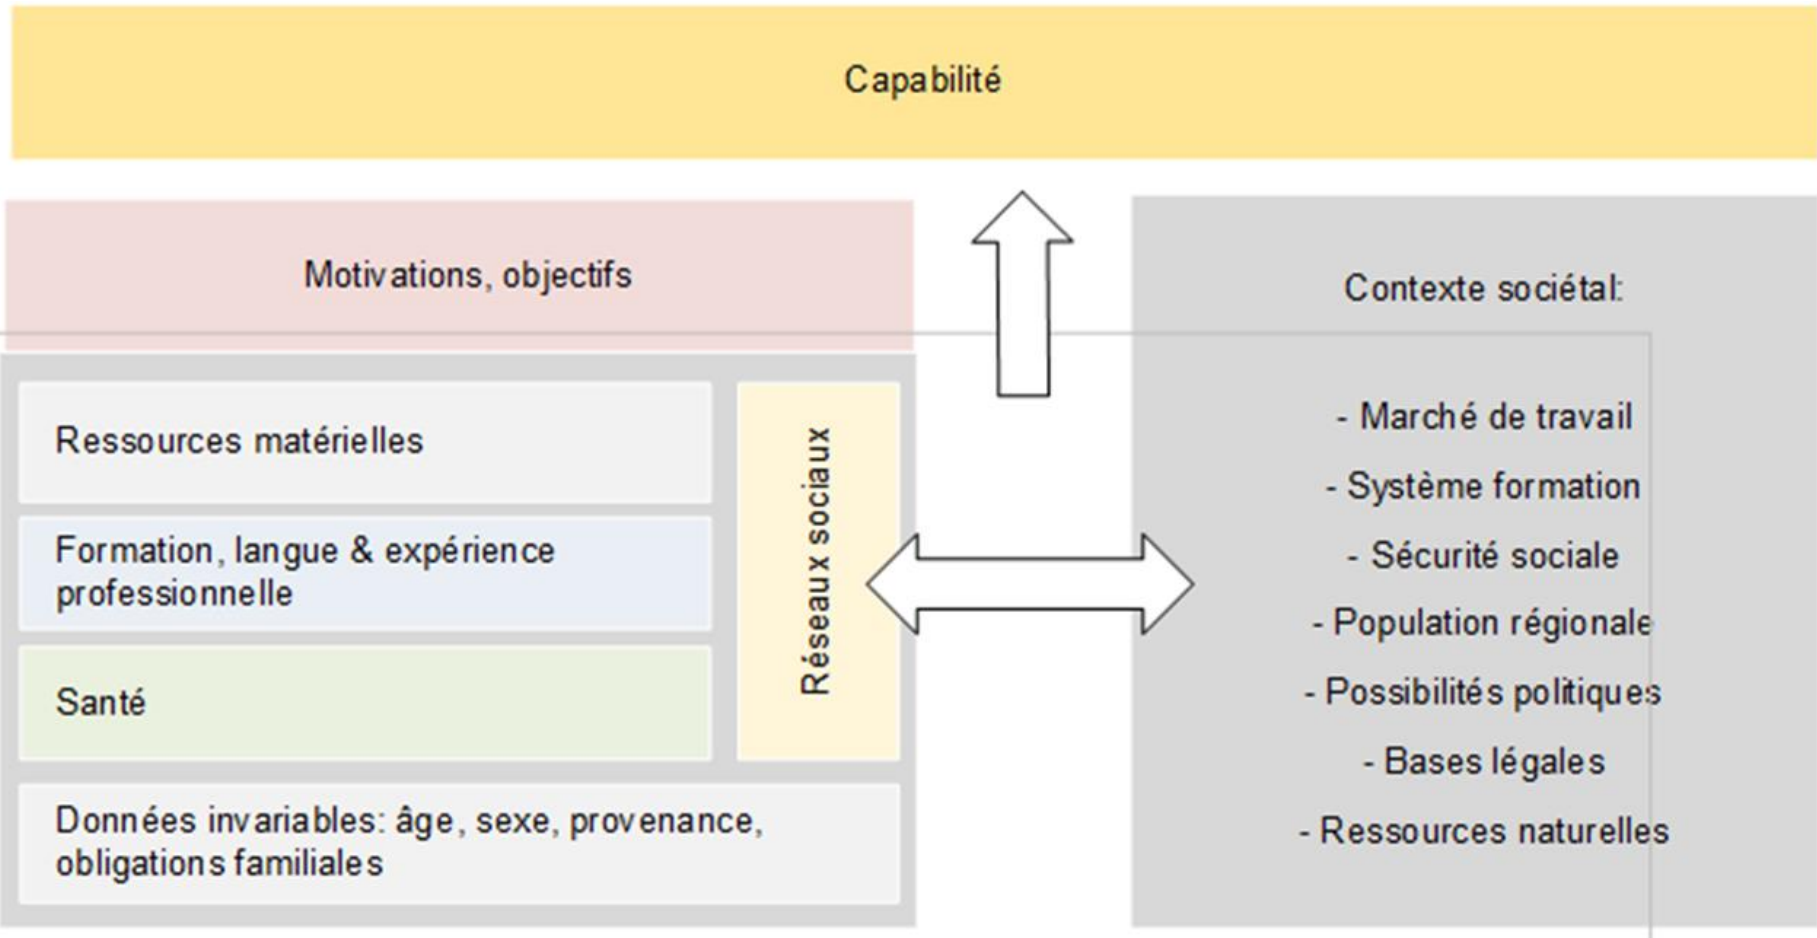 Capabilité
Motivations, objectifs
Ressources matérielles
Formation, langue & expérience
professionnelle
Santé
Réseaux sociaux
Données invariables: âge, sexe, provenance,
obligations familiales
Contexte sociétal:
- Marché de travail
- Système formation
- Sécurité sociale
- Population régionale
- Possibilités politiques
- Bases légales
- Ressources naturelles